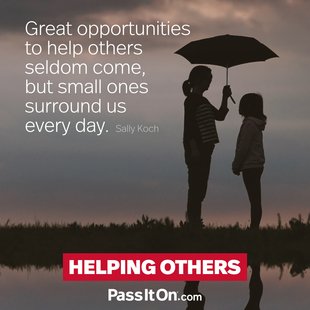 Great opportunities
to help others
seldom come,
but small ones
surround us
every day. Sally Koch
HELPING OTHERS
PassItOn.com